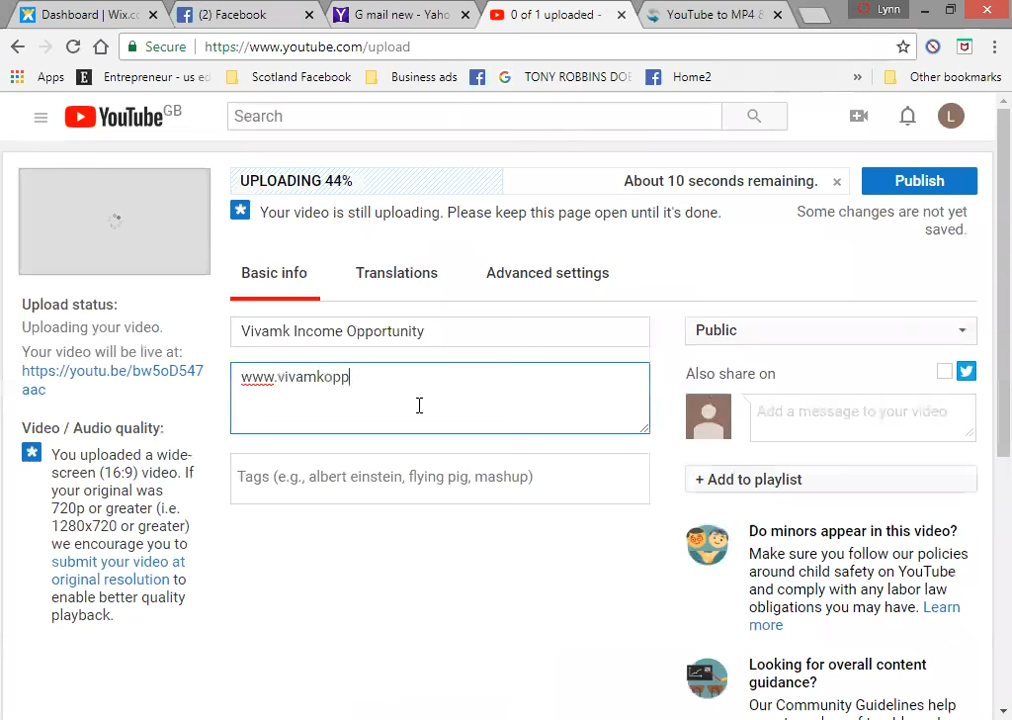 Dashboard | Wix.co
(2) Facebook
G mail new - Yaho
0 of 1 uploaded -
YouTube to MP4 &
Lynn
Secure https://www.youtube.com/upload
Apps
Entrepreneur - us ed
Scotland Facebook
Business ads
TONY ROBBINS DOE
Home2
»
Other bookmarks
YouTube GB
Search
L
UPLOADING 44%
About 10 seconds remaining.
Publish
Your video is still uploading. Please keep this page open until it's done.
Some changes are not yet
saved.
Basic info
Translations
Advanced settings
Upload status:
Uploading your video.
Your video will be live at:
https://youtu.be/bw5oD547
aac
Video / Audio quality:
You uploaded a wide-
screen (16:9) video. If
your original was
720p or greater (i.e.
1280x720 or greater)
we encourage you to
submit your video at
original resolution to
enable better quality
playback.
Vivamk Income Opportunity
www.vivamkopp
Tags (e.g., albert einstein, flying pig, mashup)
Public
Also share on
Add a message to your video
+ Add to playlist
Do minors appear in this video?
Make sure you follow our policies
around child safety on YouTube
and comply with any labor law
obligations you may have. Learn
more
Looking for overall content
guidance?
Our Community Guidelines help